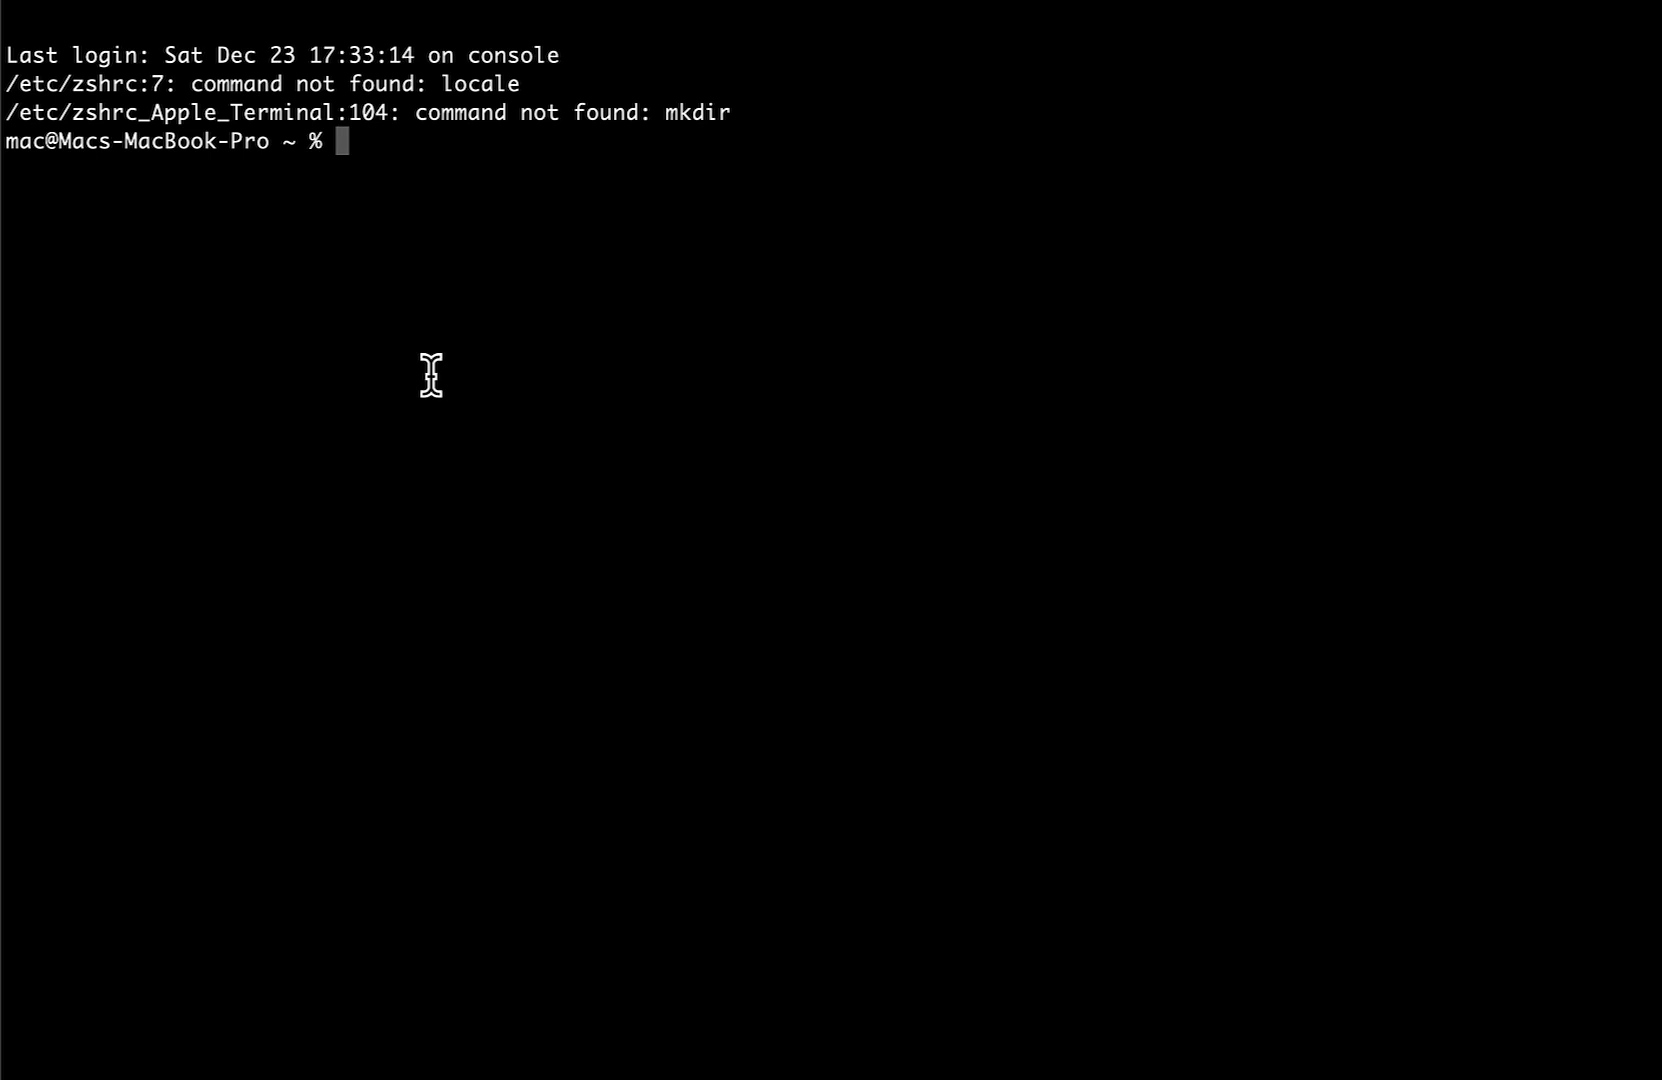 Last login: Sat Dec 23 17:33:14 on console
/etc/zshrc:7: command not found: locale
/etc/zshrc_Apple_Terminal:104: command not found: mkdir
mac@Macs-MacBook-Pro ~ %